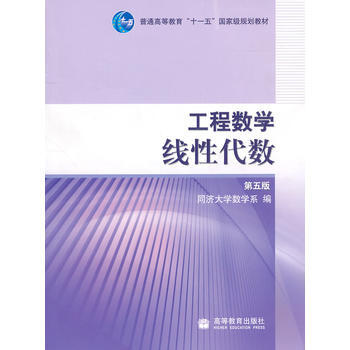 普通高等教育“十一五”国家级规划教材
工程数学
线性代数
第五版
同济大学数学系 编
高等教育出版社
HIGHER EDUCATION PRESS